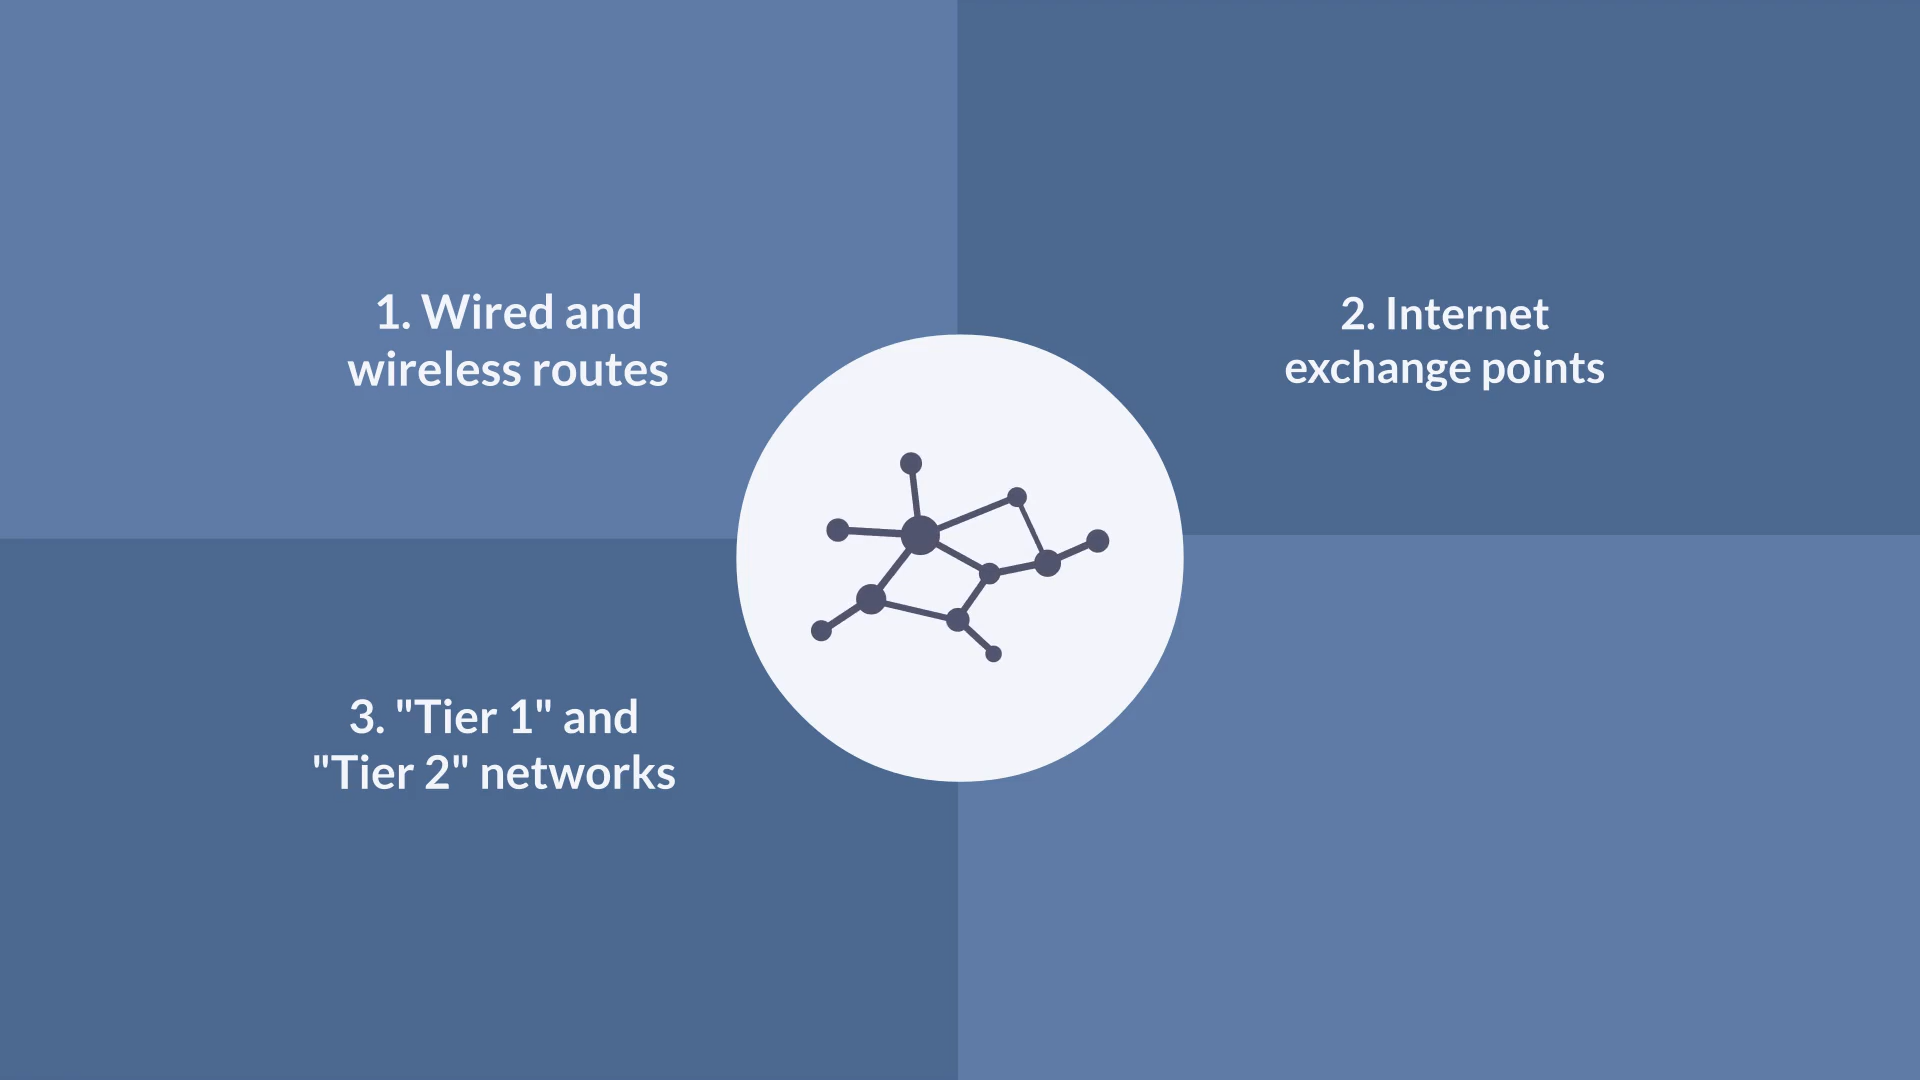 1. Wired and
wireless routes
2. Internet
exchange points
3. "Tier 1" and
"Tier 2" networks